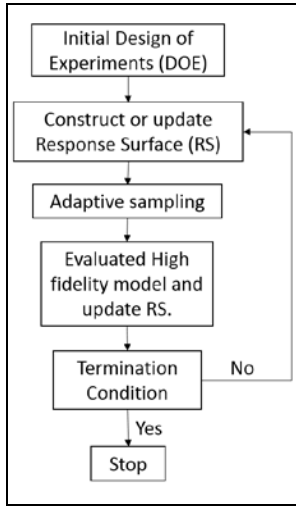 Initial Design of
Experiments (DOE)
Construct or update
Response Surface (RS)
Adaptive sampling
Evaluated High
fidelity model and
update RS.
Termination
Condition
No
Yes
Stop